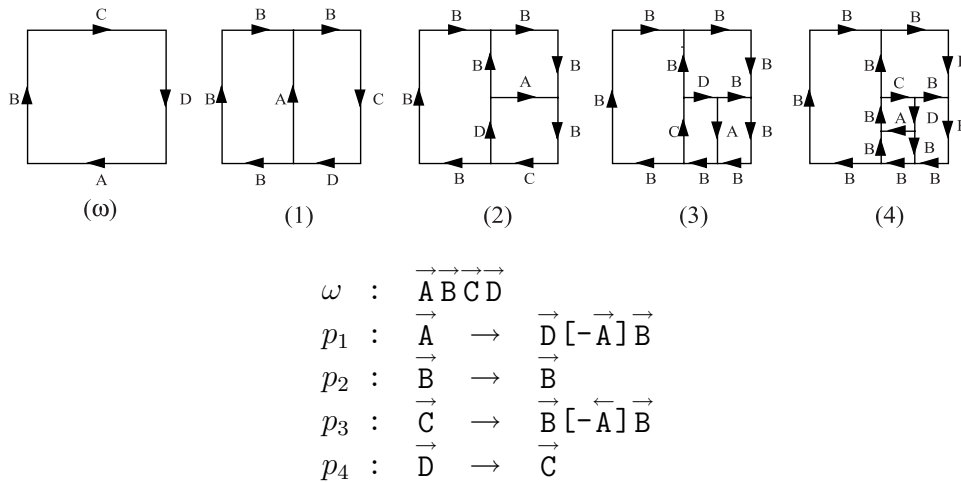 C B B B B B B B B
B D B A C B B A B B B D B B B C B B
D B C A B B A D B
A B D B C B B B B B B B
(ω) (1) (2) (3) (4)
ω : A⃗B⃗C⃗D⃗
p₁ : A⃗ → D⃗[-A⃗]B⃗
p₂ : B⃗ → B⃗
p₃ : C⃗ → B⃗[-A⃖]B⃗
p₄ : D⃗ → C⃗